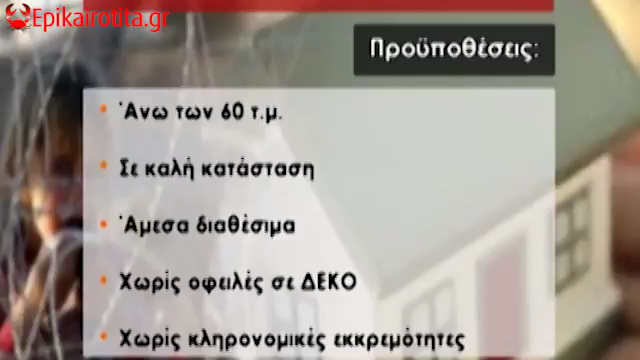 Epikairotita.gr
Προϋποθέσεις:
• Άνω των 60 τ.μ.
• Σε καλή κατάσταση
• Άμεσα διαθέσιμα
• Χωρίς οφειλές σε ΔΕΚΟ
• Χωρίς κληρονομικές εκκρεμότητες